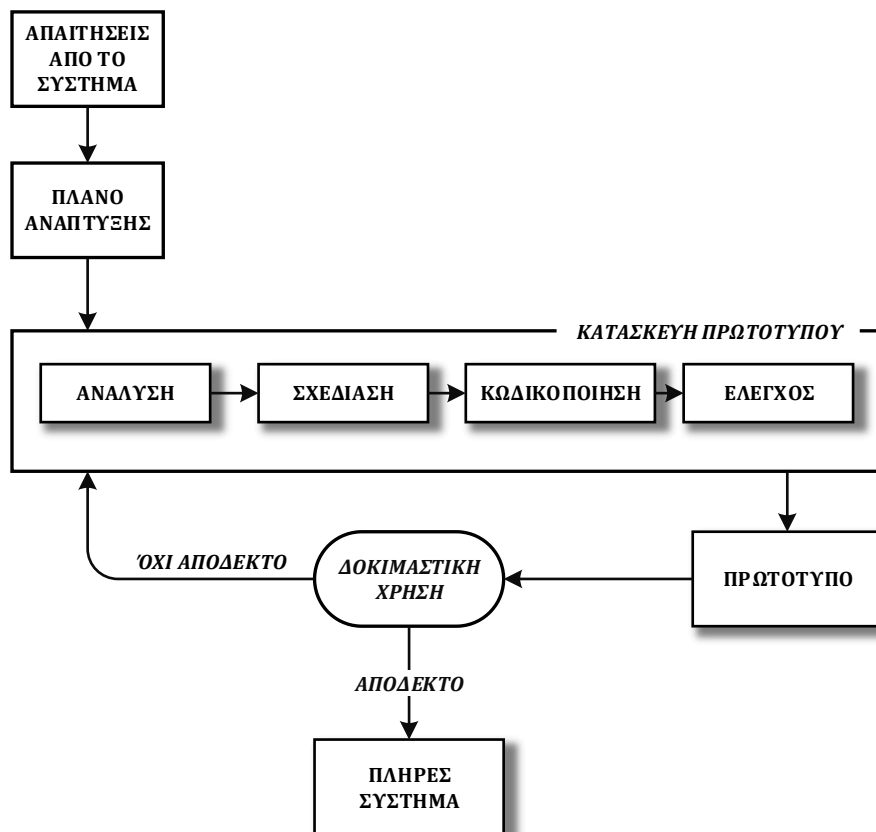 ΑΠΑΙΤΗΣΕΙΣ
ΑΠΟ ΤΟ
ΣΥΣΤΗΜΑ
ΠΛΑΝΟ
ΑΝΑΠΤΥΞΗΣ
ΚΑΤΑΣΚΕΥΗ ΠΡΩΤΟΤΥΠΟΥ
ΑΝΑΛΥΣΗ
ΣΧΕΔΙΑΣΗ
ΚΩΔΙΚΟΠΟΙΗΣΗ
ΕΛΕΓΧΟΣ
ΌΧΙ ΑΠΟΔΕΚΤΟ
ΔΟΚΙΜΑΣΤΙΚΗ
ΧΡΗΣΗ
ΠΡΩΤΟΤΥΠΟ
ΑΠΟΔΕΚΤΟ
ΠΛΗΡΕΣ
ΣΥΣΤΗΜΑ